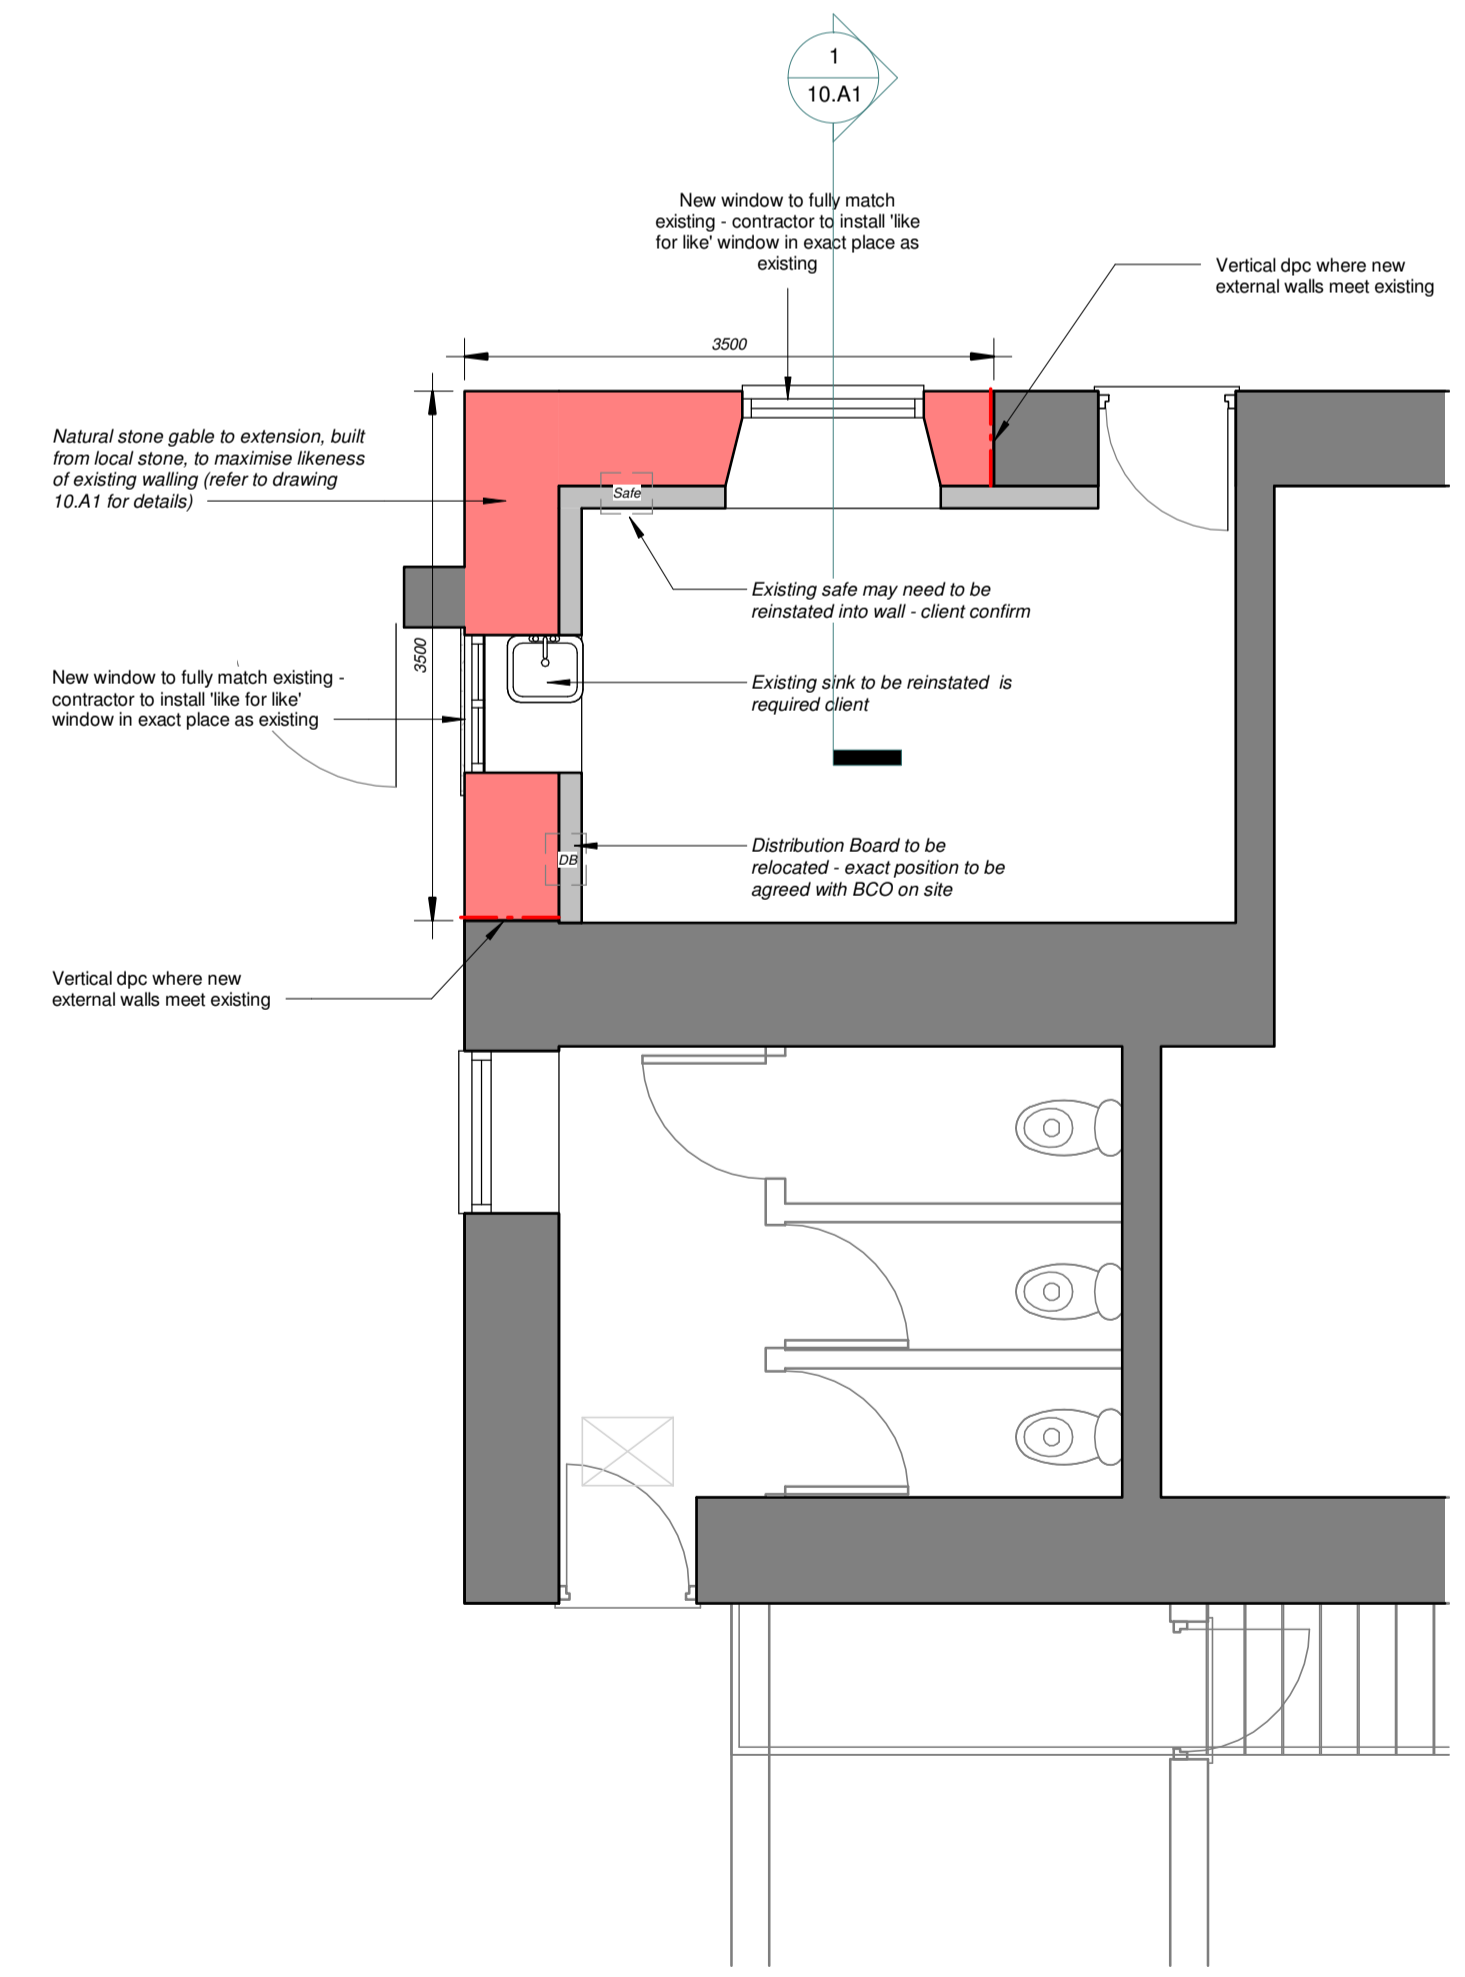 1
10.A1
New window to fully match
existing - contractor to install 'like
for like' window in exact place as
existing
Vertical dpc where new
external walls meet existing
3500
Natural stone gable to extension, built
from local stone, to maximise likeness
of existing walling (refer to drawing
10.A1 for details)
Safe
Existing safe may need to be
reinstated into wall - client confirm
3500
New window to fully match existing -
contractor to install 'like for like'
window in exact place as existing
Existing sink to be reinstated is
required client
Distribution Board to be
relocated - exact position to be
agreed with BCO on site
DB
Vertical dpc where new
external walls meet existing